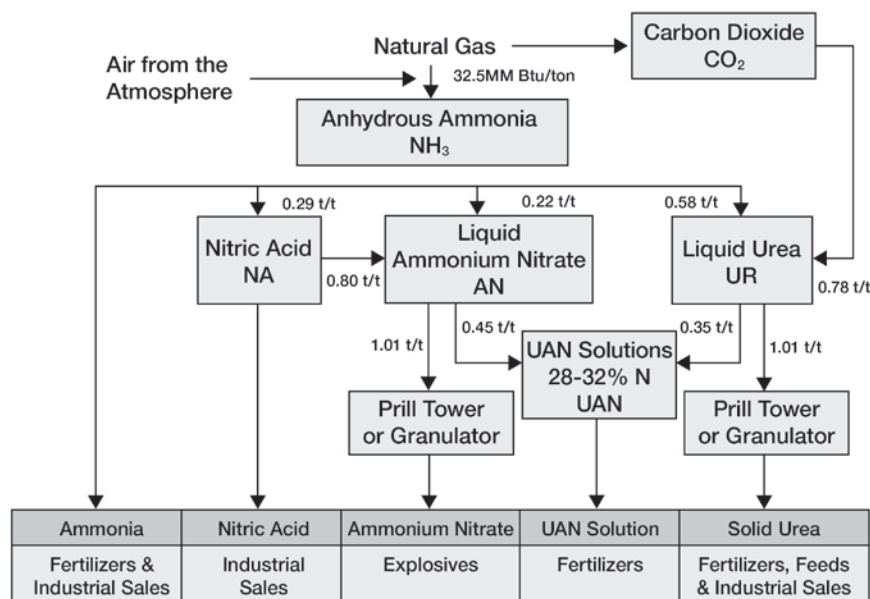 Carbon Dioxide
CO₂
Natural Gas
32.5MM Btu/ton
Air from the
Atmosphere
Anhydrous Ammonia
NH₃
0.29 t/t
0.22 t/t
0.58 t/t
Nitric Acid
NA
0.80 t/t
Liquid
Ammonium Nitrate
AN
Liquid Urea
UR
0.78 t/t
1.01 t/t
0.45 t/t
0.35 t/t
1.01 t/t
UAN Solutions
28-32% N
UAN
Prill Tower
or Granulator
Prill Tower
or Granulator
Ammonia
Nitric Acid
Ammonium Nitrate
UAN Solution
Solid Urea
Fertilizers &
Industrial Sales
Industrial
Sales
Explosives
Fertilizers
Fertilizers, Feeds
& Industrial Sales